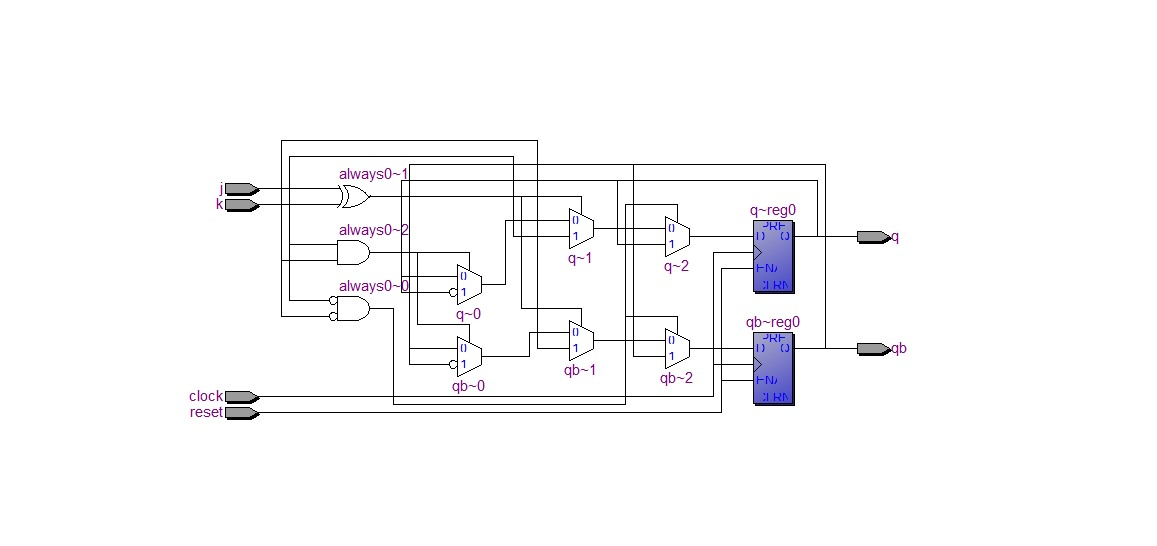 always0~1
j
k
0
1
q~1
0
1
q~2
q~reg0
PRE
D Q
ENA
CLRN
q
always0~2
0
1
q~0
always0~0
0
1
qb~0
0
1
qb~1
0
1
qb~2
qb~reg0
PRE
D Q
ENA
CLRN
qb
clock
reset